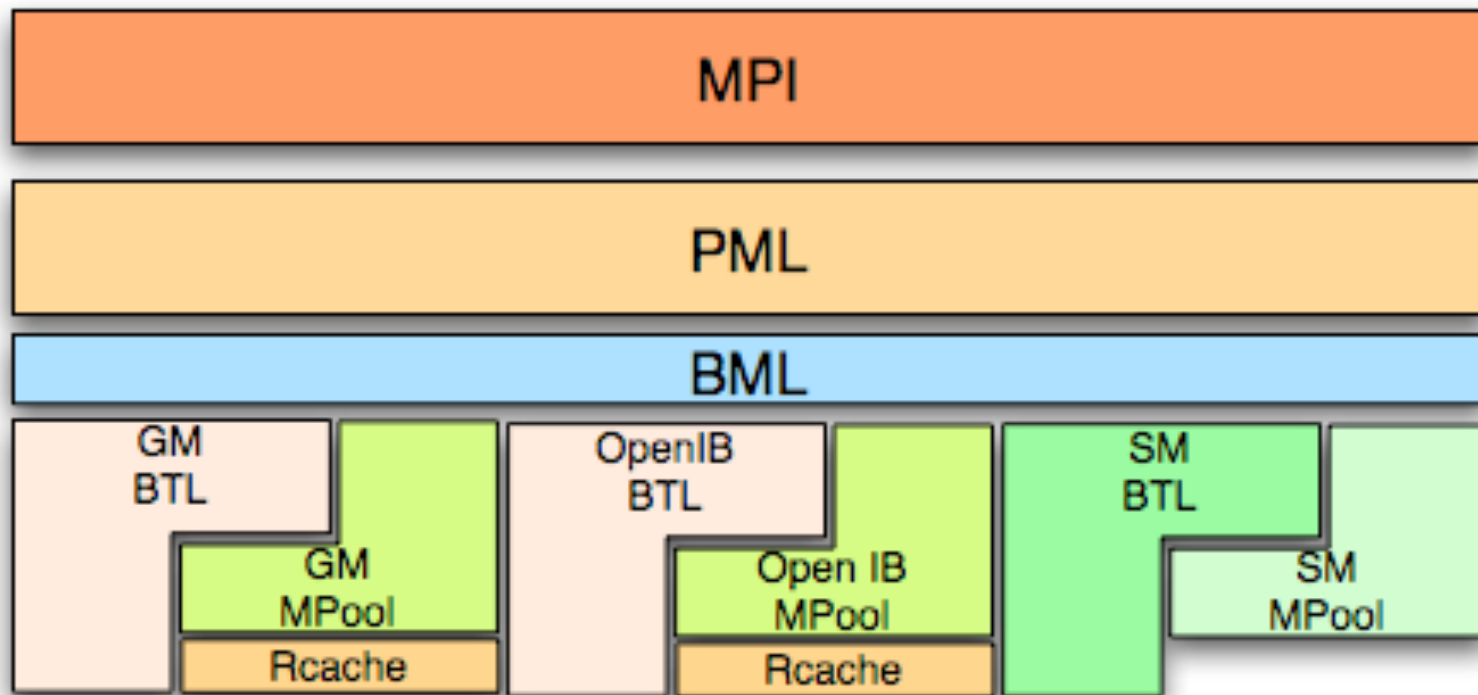 MPI
PML
BML
GM
BTL
GM
MPool
Rcache
OpenIB
BTL
Open IB
MPool
Rcache
SM
BTL
SM
MPool